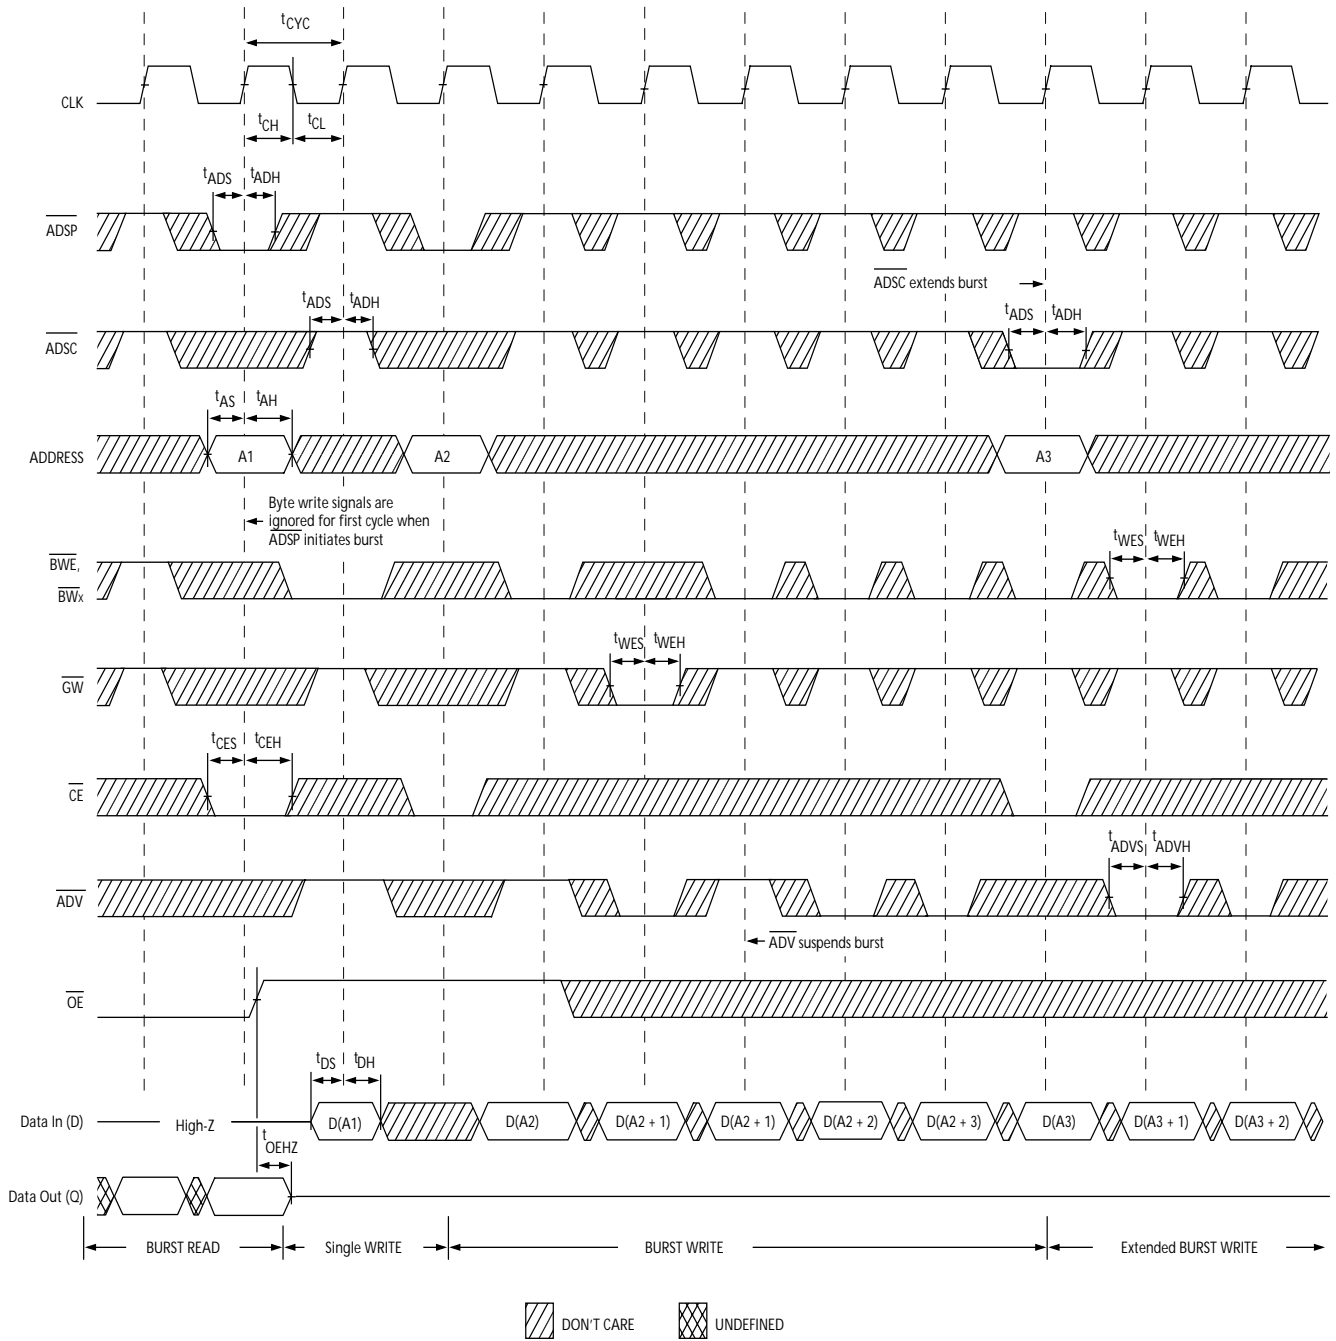 tCYC
CLK
tCH
tCL
tADS
tADH
ADSP
ADSC extends burst
tADS
tADH
tADS
tADH
ADSC
tAS
tAH
ADDRESS
A1
A2
A3
Byte write signals are
ignored for first cycle when
ADSP initiates burst
BWE,
BWx
tWES
tWEH
tWES
tWEH
GW
tCES
tCEH
CE
tADVS
tADVH
ADV
ADV suspends burst
OE
tDS
tDH
Data In (D)
High-Z
D(A1)
D(A2)
D(A2 + 1)
D(A2 + 1)
D(A2 + 2)
D(A2 + 3)
D(A3)
D(A3 + 1)
D(A3 + 2)
tOEHZ
Data Out (Q)
BURST READ
Single WRITE
BURST WRITE
Extended BURST WRITE
DON'T CARE
UNDEFINED